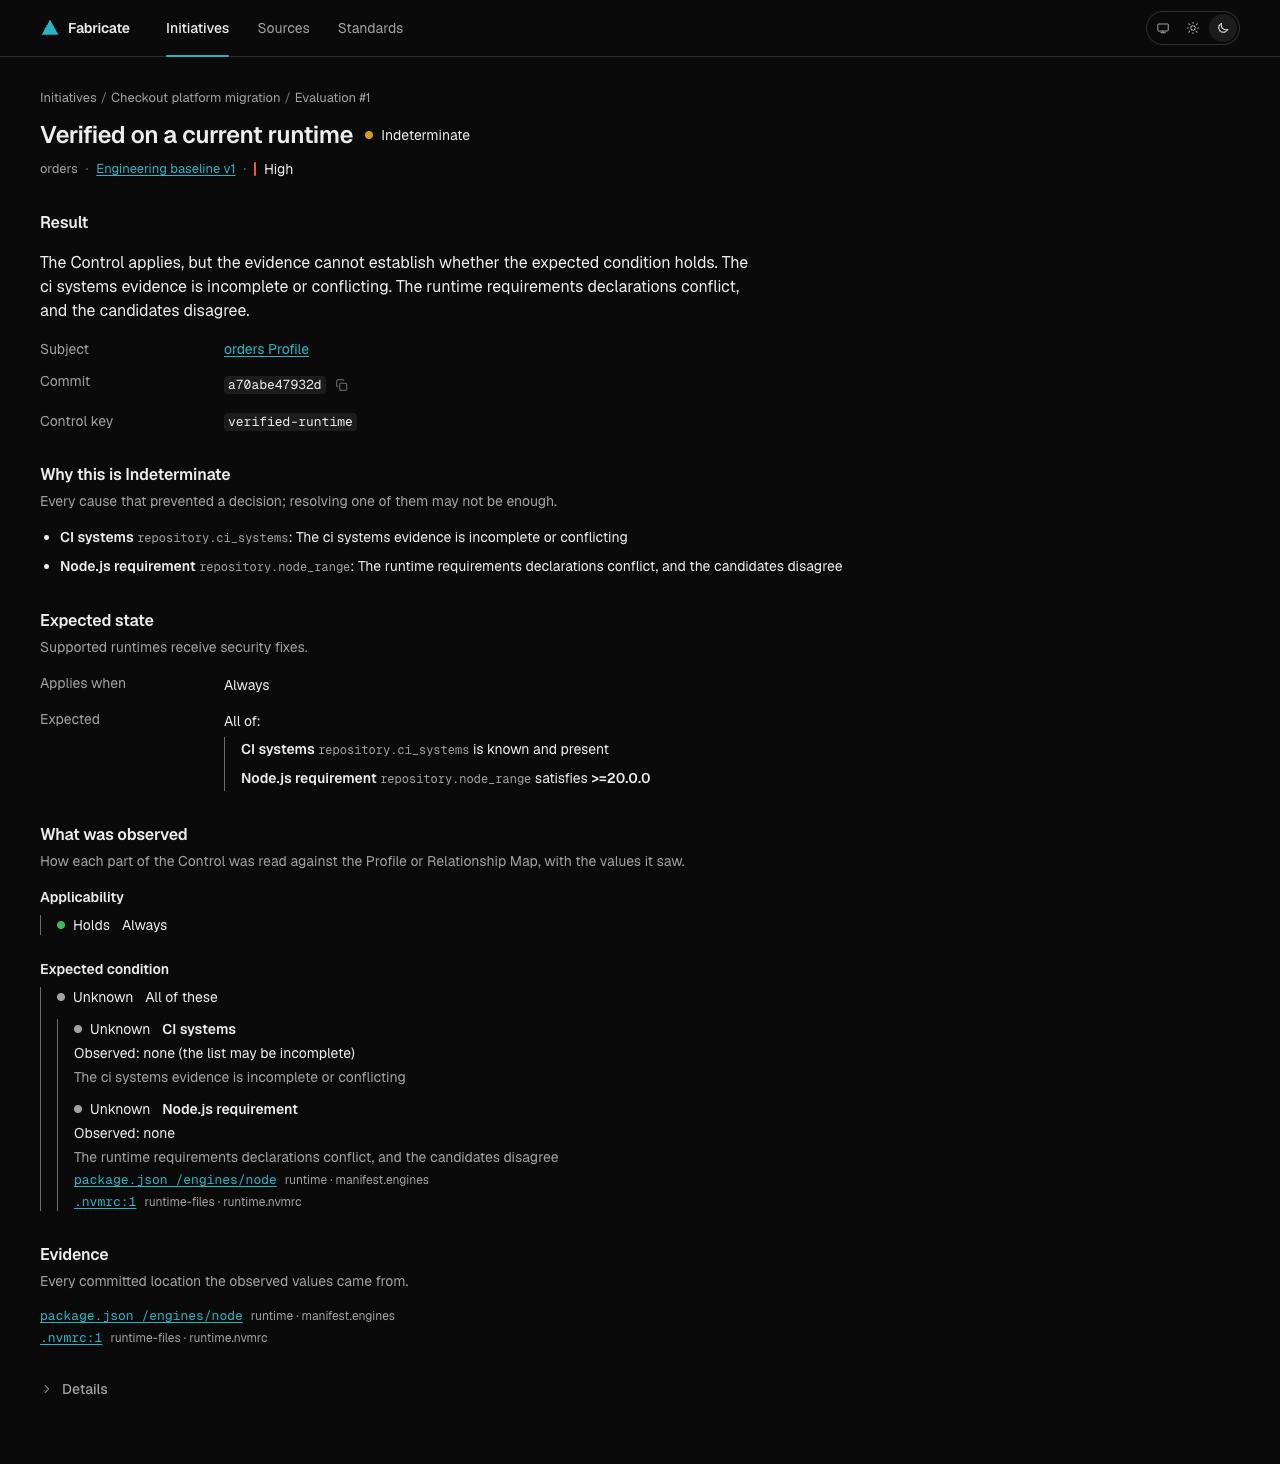 Fabricate
Initiatives
Sources
Standards
Initiatives / Checkout platform migration / Evaluation #1
Verified on a current runtime
Indeterminate
orders · Engineering baseline v1 · High
Result
The Control applies, but the evidence cannot establish whether the expected condition holds. The
ci systems evidence is incomplete or conflicting. The runtime requirements declarations conflict,
and the candidates disagree.
Subject
orders Profile
Commit
a70abe47932d
Control key
verified-runtime
Why this is Indeterminate
Every cause that prevented a decision; resolving one of them may not be enough.
• CI systems repository.ci_systems: The ci systems evidence is incomplete or conflicting
• Node.js requirement repository.node_range: The runtime requirements declarations conflict, and the candidates disagree
Expected state
Supported runtimes receive security fixes.
Applies when
Always
Expected
All of:
CI systems repository.ci_systems is known and present
Node.js requirement repository.node_range satisfies >=20.0.0
What was observed
How each part of the Control was read against the Profile or Relationship Map, with the values it saw.
Applicability
Holds Always
Expected condition
Unknown All of these
Unknown CI systems
Observed: none (the list may be incomplete)
The ci systems evidence is incomplete or conflicting
Unknown Node.js requirement
Observed: none
The runtime requirements declarations conflict, and the candidates disagree
package.json /engines/node runtime · manifest.engines
.nvmrc:1 runtime-files · runtime.nvmrc
Evidence
Every committed location the observed values came from.
package.json /engines/node runtime · manifest.engines
.nvmrc:1 runtime-files · runtime.nvmrc
Details